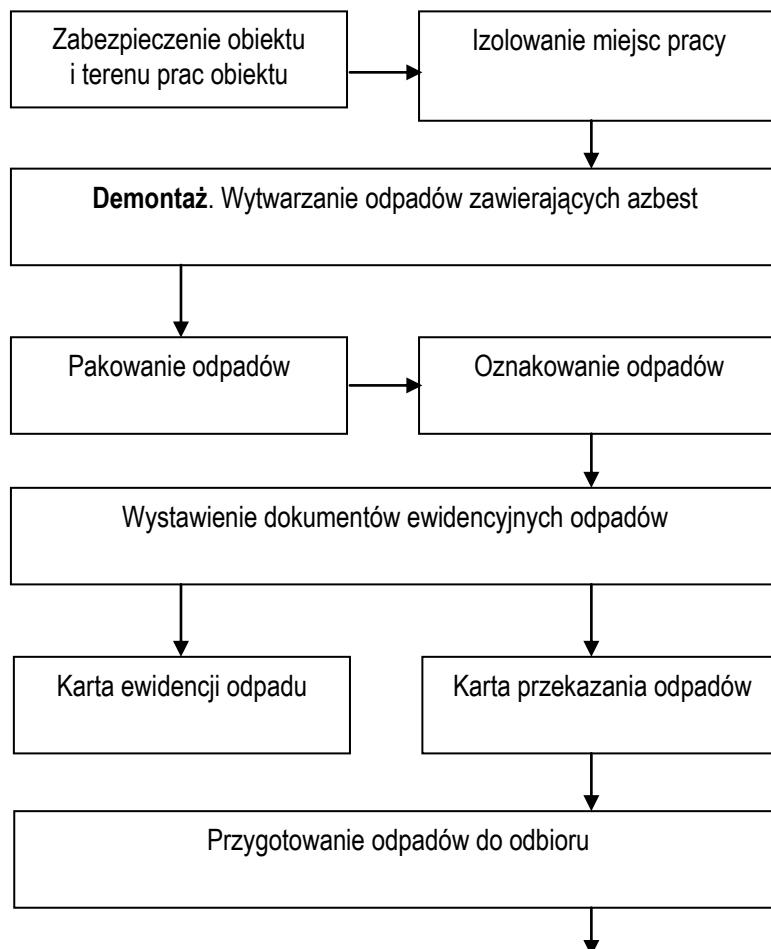 Zabezpieczenie obiektu
i terenu prac obiektu
Izolowanie miejsc pracy
Demontaż. Wytwarzanie odpadów zawierających azbest
Pakowanie odpadów
Oznakowanie odpadów
Wystawienie dokumentów ewidencyjnych odpadów
Karta ewidencji odpadu
Karta przekazania odpadów
Przygotowanie odpadów do odbioru